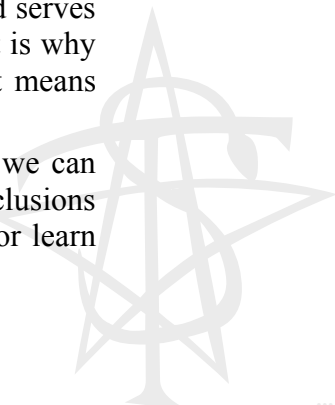 d serves
is why
means
we can
clusions
or learn